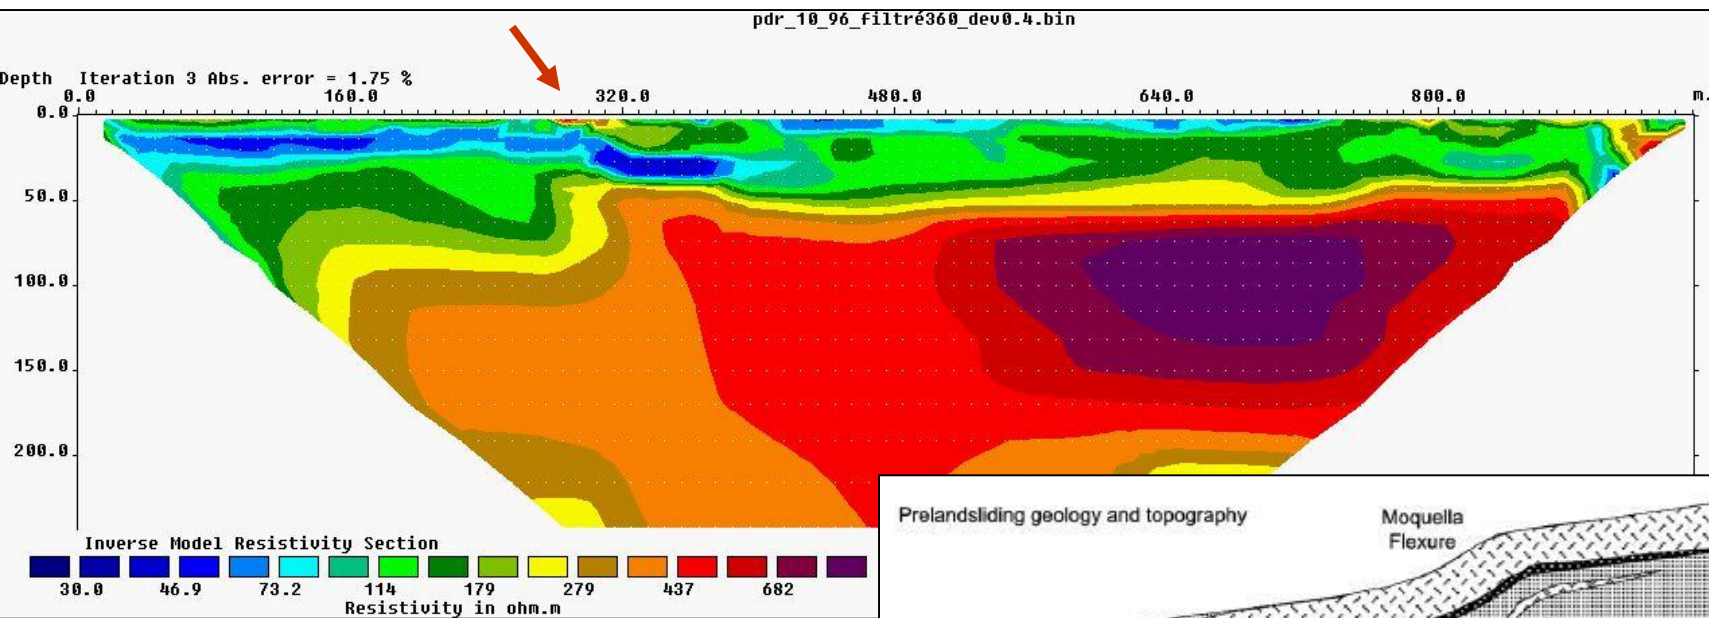 pdr_10_96_filtré360_dev0.4.bin
Depth Iteration 3 Abs. error = 1.75 %
0.0 160.0 320.0 480.0 640.0 800.0 m.
0.0
50.0
100.0
150.0
200.0
Inverse Model Resistivity Section
30.0 46.9 73.2 114 179 279 437 682
Resistivity in ohm.m
Prelandsliding geology and topography
Moquella
Flexure